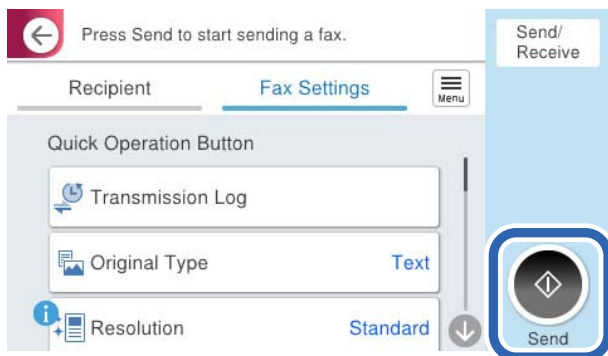 Press Send to start sending a fax.
Send/
Receive
Recipient
Fax Settings
Menu
Quick Operation Button
Transmission Log
Original Type
Text
i
Resolution
Standard
Send